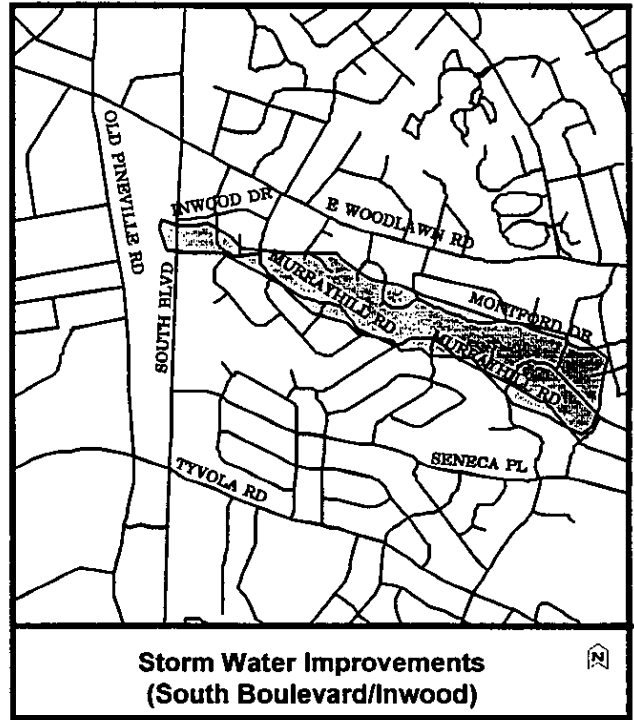 OLD PINEVILLE RD
INWOOD DR
E WOODLAWN RD
SOUTH BLVD
MURRAYHILL RD
MONTFORD DR
MURRAYHILL RD
SENECA PL
TYVOLA RD
Storm Water Improvements
(South Boulevard/Inwood)
N